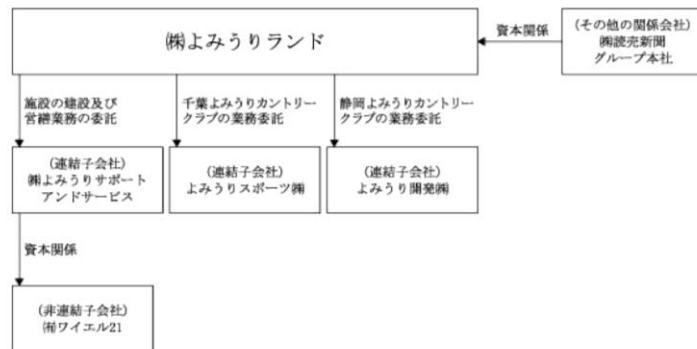 ㈱よみうりランド
資本関係
(その他の関係会社)
㈱読売新聞
グループ本社
施設の建設及び
営繕業務の委託
千葉よみうりカントリー
クラブの業務委託
静岡よみうりカントリー
クラブの業務委託
(連結子会社)
㈱よみうりサポート
アンドサービス
(連結子会社)
よみうりスポーツ㈱
(連結子会社)
よみうり開発㈱
資本関係
(非連結子会社)
㈲ワイエル21